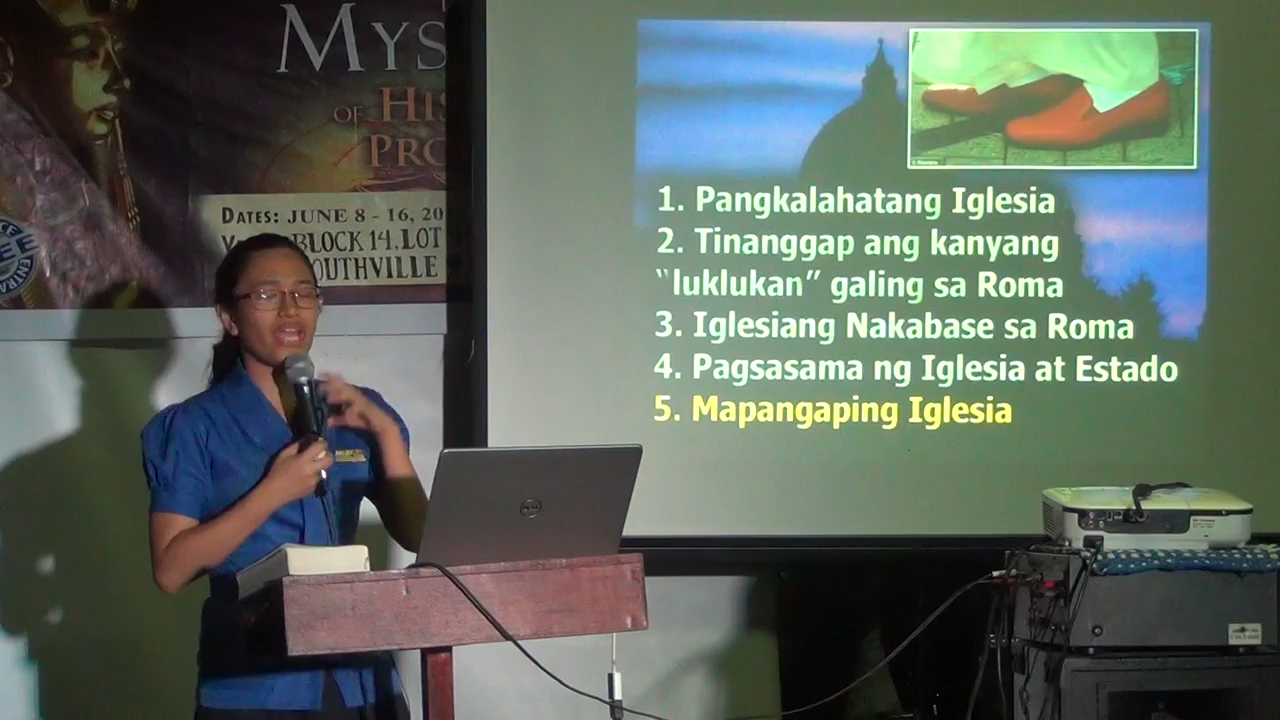 MYS
OF HIS
PRO
DATES: JUNE 8 - 16, 20
BLOCK 14, LOT
OUTHVILLE
1. Pangkalahatang Iglesia
2. Tinanggap ang kanyang
“luklukan” galing sa Roma
3. Iglesiang Nakabase sa Roma
4. Pagsasama ng Iglesia at Estado
5. Mapangaping Iglesia
DELL